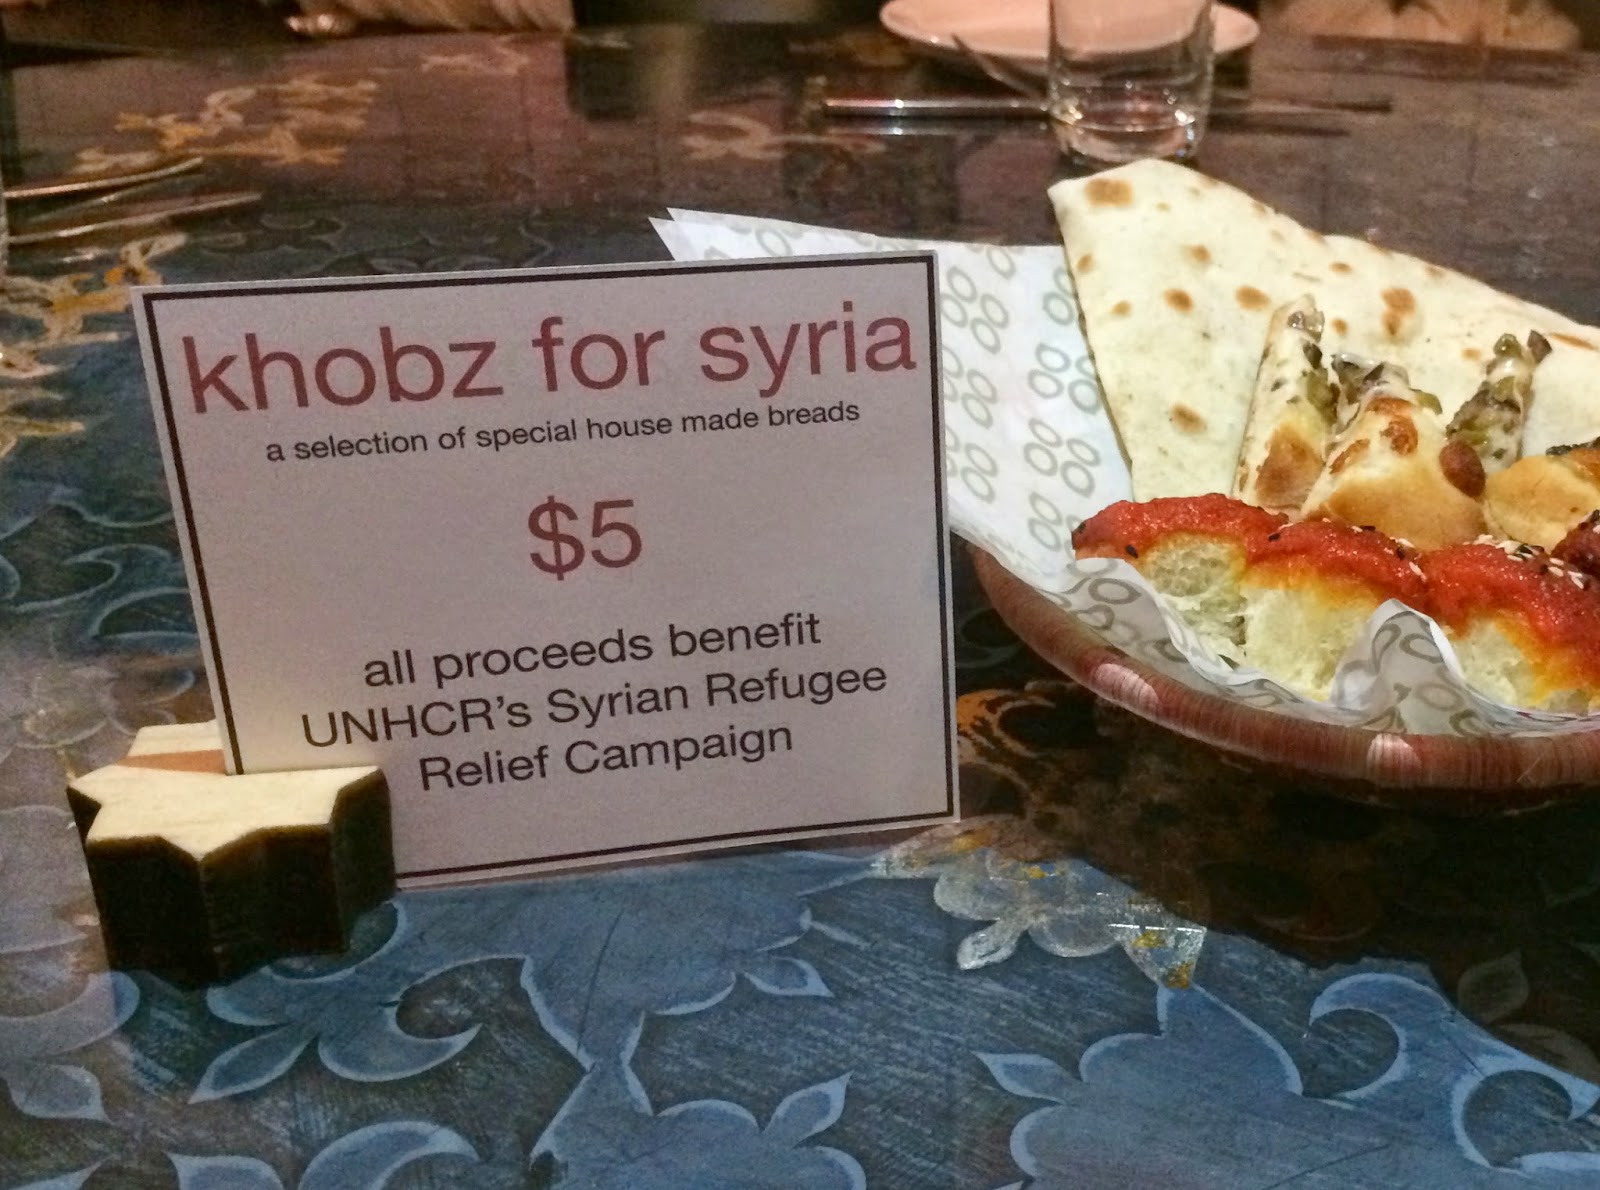 khobz for syria
a selection of special house made breads
$5
all proceeds benefit
UNHCR's Syrian Refugee
Relief Campaign